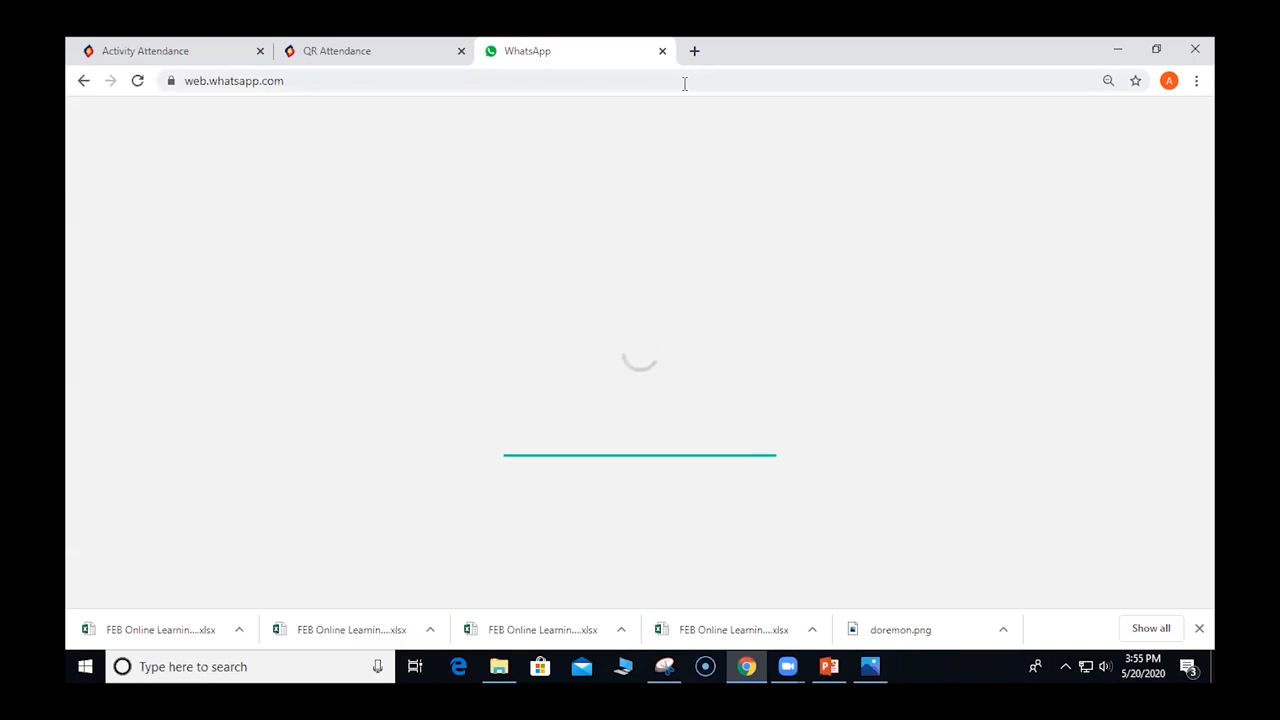 Activity Attendance
QR Attendance
WhatsApp
web.whatsapp.com
A
FEB Online Learnin....xlsx
FEB Online Learnin....xlsx
FEB Online Learnin....xlsx
FEB Online Learnin....xlsx
doremon.png
Show all
Type here to search
3:55 PM
5/20/2020
3